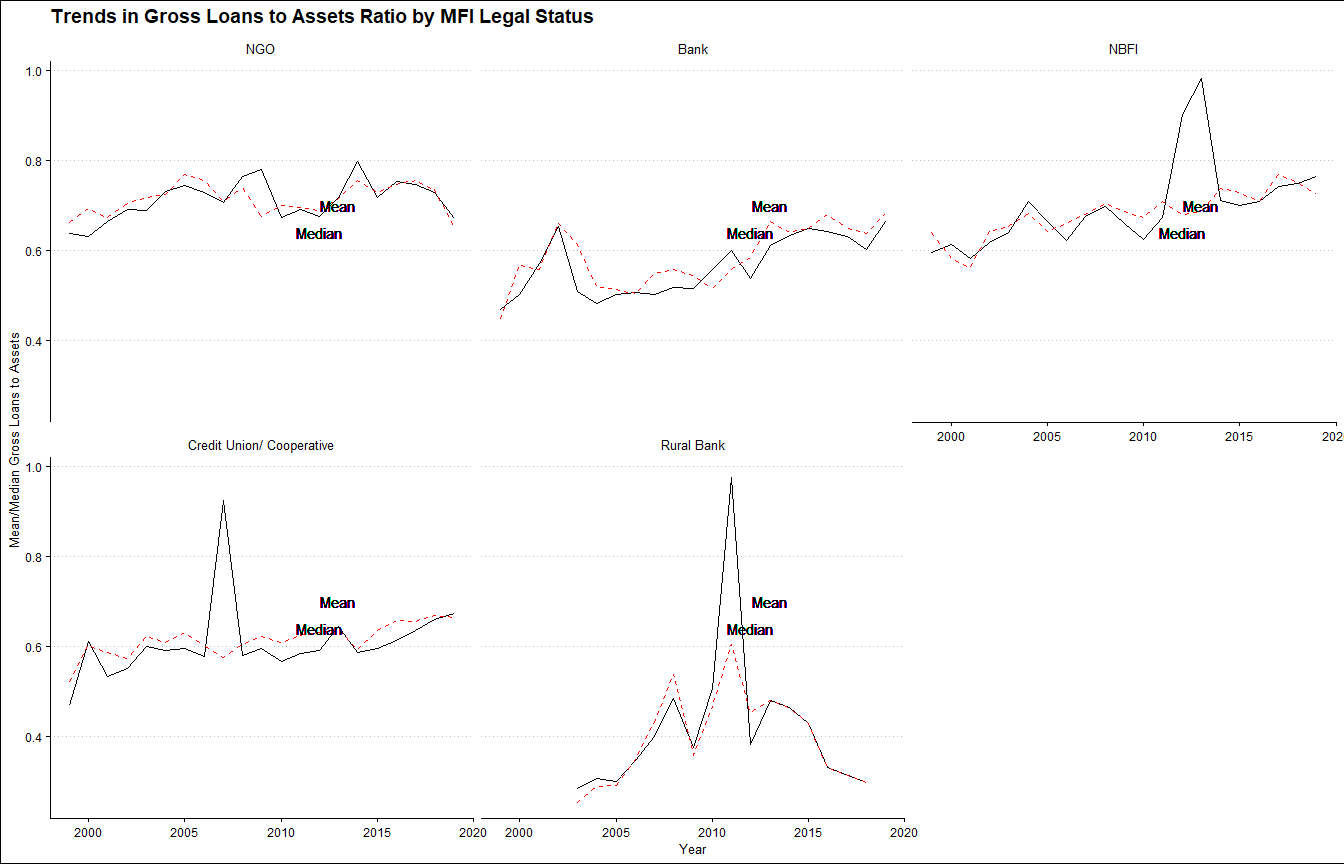 Trends in Gross Loans to Assets Ratio by MFI Legal Status
NGO
Bank
NBFI
1.0
0.8
0.6
0.4
Mean
Median
Mean
Median
Mean
Median
2000
2005
2010
2015
202
Mean/Median Gross Loans to Assets
Credit Union/ Cooperative
Rural Bank
1.0
0.8
0.6
0.4
Mean
Median
Mean
Median
2000
2005
2010
2015
2020
2000
2005
2010
2015
2020
Year